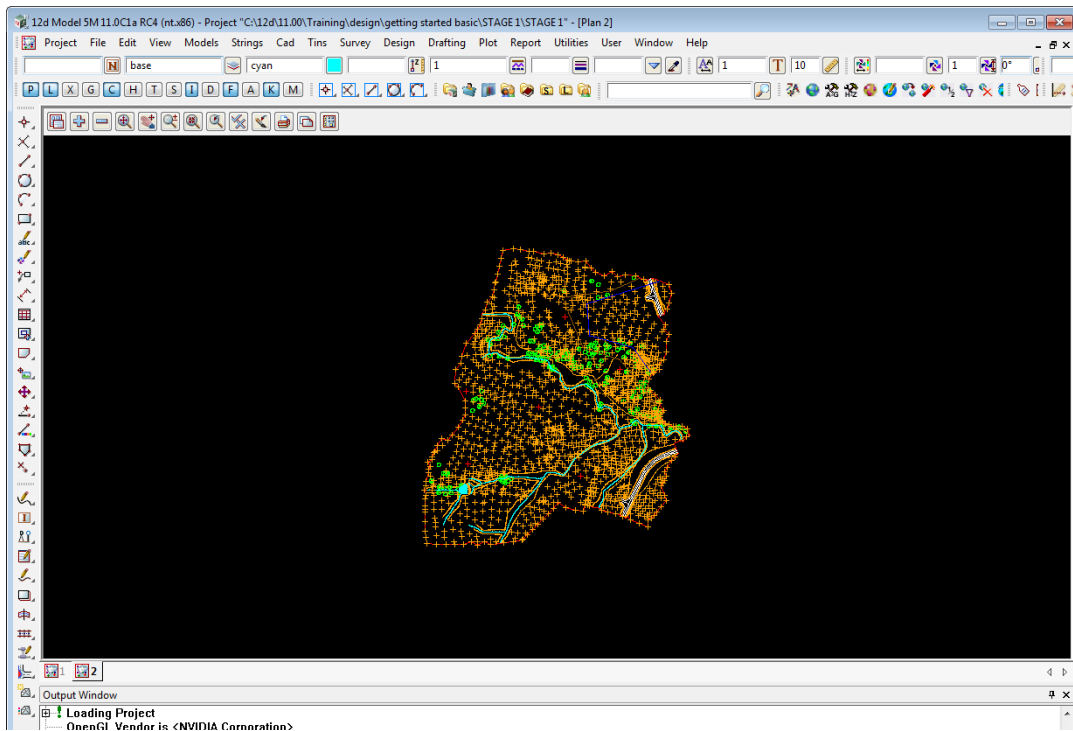 12d Model 5M 11.0C1a RC4 (nt.x86) - Project "C:\12d\11.00\Training\design\getting started basic\STAGE 1\STAGE 1" - [Plan 2]
Project File Edit View Models Strings Cad Tins Survey Design Drafting Plot Report Utilities User Window Help
N base cyan 1 1 T 10 1 0°
P L X G C H T S I D F A K M S L
abc
1 2
Output Window
Loading Project
OpenGL Vendor is <NVIDIA Corporation>